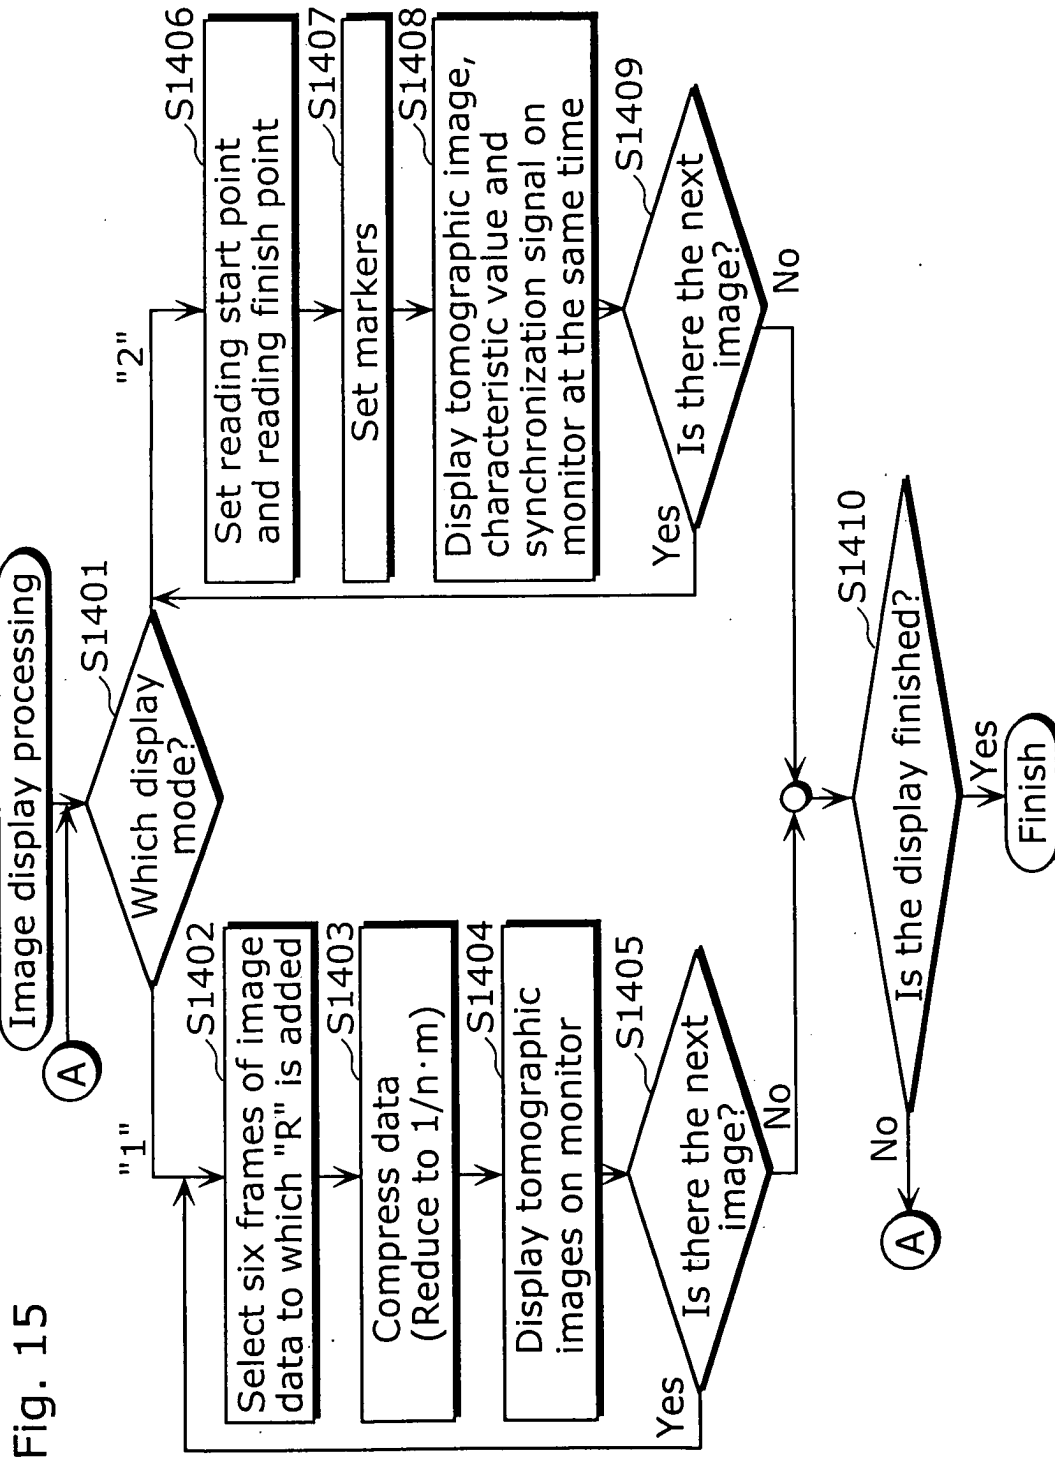 Fig. 15
Image display processing
A
S1401
Which display
mode?
"1"
"2"
S1402
Select six frames of image
data to which "R" is added
S1403
Compress data
(Reduce to 1/n·m)
S1404
Display tomographic
images on monitor
S1405
Is there the next
image?
Yes
No
S1406
Set reading start point
and reading finish point
S1407
Set markers
S1408
Display tomographic image,
characteristic value and
synchronization signal on
monitor at the same time
S1409
Is there the next
image?
Yes
No
S1410
Is the display finished?
No
A
Yes
Finish